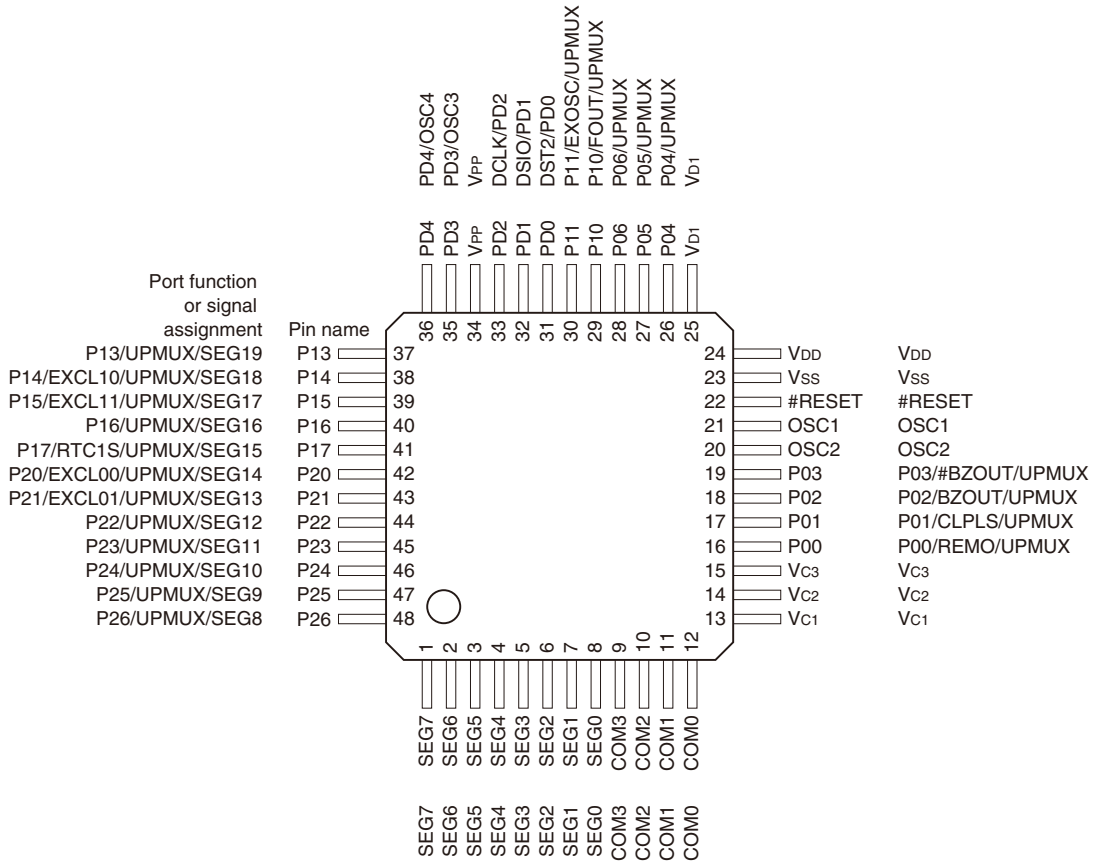 PD4/OSC4
PD3/OSC3
VPP
DCLK/PD2
DSIO/PD1
DST2/PD0
P11/EXOSC/UPMUX
P10/FOUT/UPMUX
P06/UPMUX
P05/UPMUX
P04/UPMUX
VD1
PD4
PD3
VPP
PD2
PD1
PD0
P11
P10
P06
P05
P04
VD1
36
35
34
33
32
31
30
29
28
27
26
25
Port function
or signal
assignment
Pin name
P13/UPMUX/SEG19 P13 37
P14/EXCL10/UPMUX/SEG18 P14 38
P15/EXCL11/UPMUX/SEG17 P15 39
P16/UPMUX/SEG16 P16 40
P17/RTC1S/UPMUX/SEG15 P17 41
P20/EXCL00/UPMUX/SEG14 P20 42
P21/EXCL01/UPMUX/SEG13 P21 43
P22/UPMUX/SEG12 P22 44
P23/UPMUX/SEG11 P23 45
P24/UPMUX/SEG10 P24 46
P25/UPMUX/SEG9 P25 47
P26/UPMUX/SEG8 P26 48
24 VDD VDD
23 VSS VSS
22 #RESET #RESET
21 OSC1 OSC1
20 OSC2 OSC2
19 P03 P03/#BZOUT/UPMUX
18 P02 P02/BZOUT/UPMUX
17 P01 P01/CLPLS/UPMUX
16 P00 P00/REMO/UPMUX
15 VC3 VC3
14 VC2 VC2
13 VC1 VC1
1
2
3
4
5
6
7
8
9
10
11
12
SEG7
SEG6
SEG5
SEG4
SEG3
SEG2
SEG1
SEG0
COM3
COM2
COM1
COM0
SEG7
SEG6
SEG5
SEG4
SEG3
SEG2
SEG1
SEG0
COM3
COM2
COM1
COM0